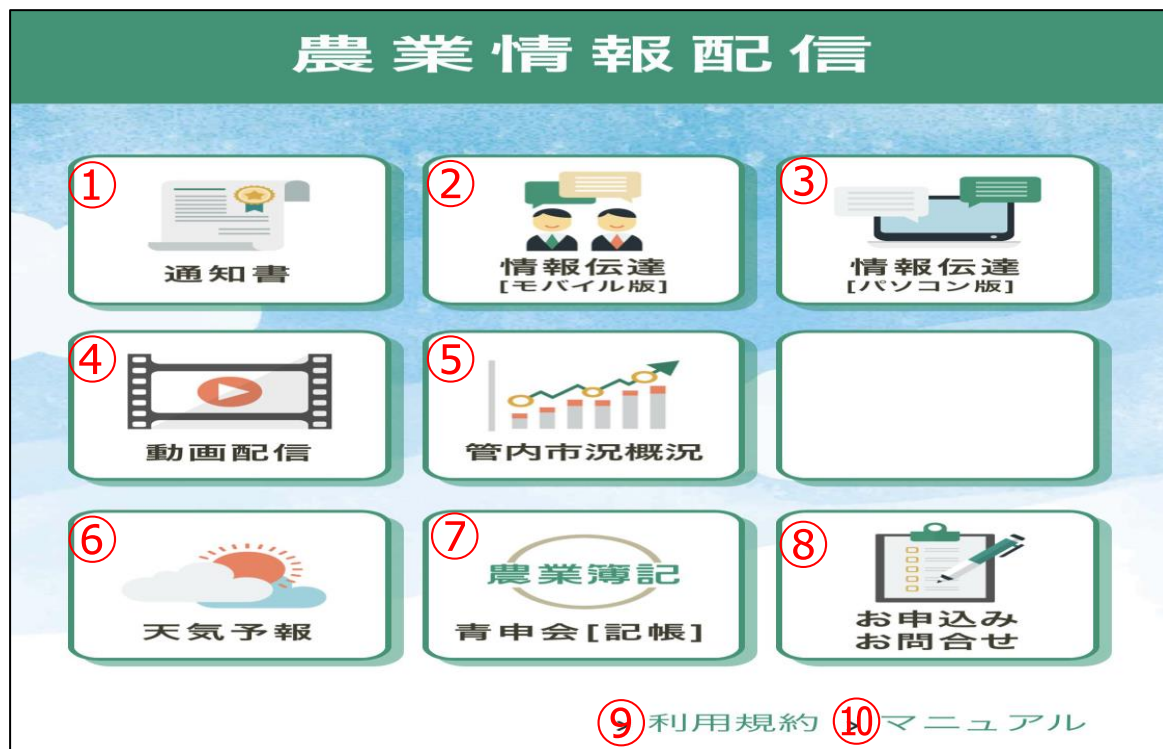 農業情報配信
①
通知書
②
情報伝達
[モバイル版]
③
情報伝達
[パソコン版]
④
動画配信
⑤
管内市況概況
⑥
天気予報
⑦
農業簿記
青申会[記帳]
⑧
お申込み
お問合せ
⑨ 利用規約 ⑩ マニュアル